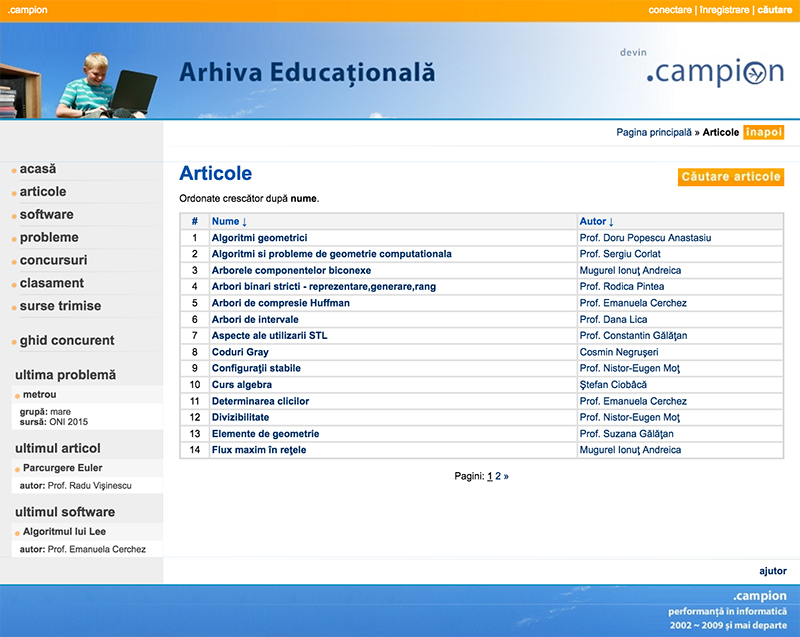 .campion
conectare | înregistrare | căutare
Arhiva Educațională
devin
.campion
Pagina principală » Articole înapoi
acasă
articole
software
probleme
concursuri
clasament
surse trimise
ghid concurent
ultima problemă
metrou
grupă: mare
sursă: ONI 2015
ultimul articol
Parcurgere Euler
autor: Prof. Radu Vişinescu
ultimul software
Algoritmul lui Lee
autor: Prof. Emanuela Cerchez
Articole
Căutare articole
Ordonate crescător după nume.
# Nume ↓ Autor ↓
1 Algoritmi geometrici Prof. Doru Popescu Anastasiu
2 Algoritmi si probleme de geometrie computationala Prof. Sergiu Corlat
3 Arborele componentelor biconexe Mugurel Ionuţ Andreica
4 Arbori binari stricti - reprezentare,generare,rang Prof. Rodica Pintea
5 Arbori de compresie Huffman Prof. Emanuela Cerchez
6 Arbori de intervale Prof. Dana Lica
7 Aspecte ale utilizarii STL Prof. Constantin Gălăţan
8 Coduri Gray Cosmin Negruşeri
9 Configuraţii stabile Prof. Nistor-Eugen Moţ
10 Curs algebra Ştefan Ciobâcă
11 Determinarea clicilor Prof. Emanuela Cerchez
12 Divizibilitate Prof. Nistor-Eugen Moţ
13 Elemente de geometrie Prof. Suzana Gălăţan
14 Flux maxim în reţele Mugurel Ionuţ Andreica
Pagini: 1 2 »
ajutor
.campion
performanță în informatică
2002 ~ 2009 și mai departe